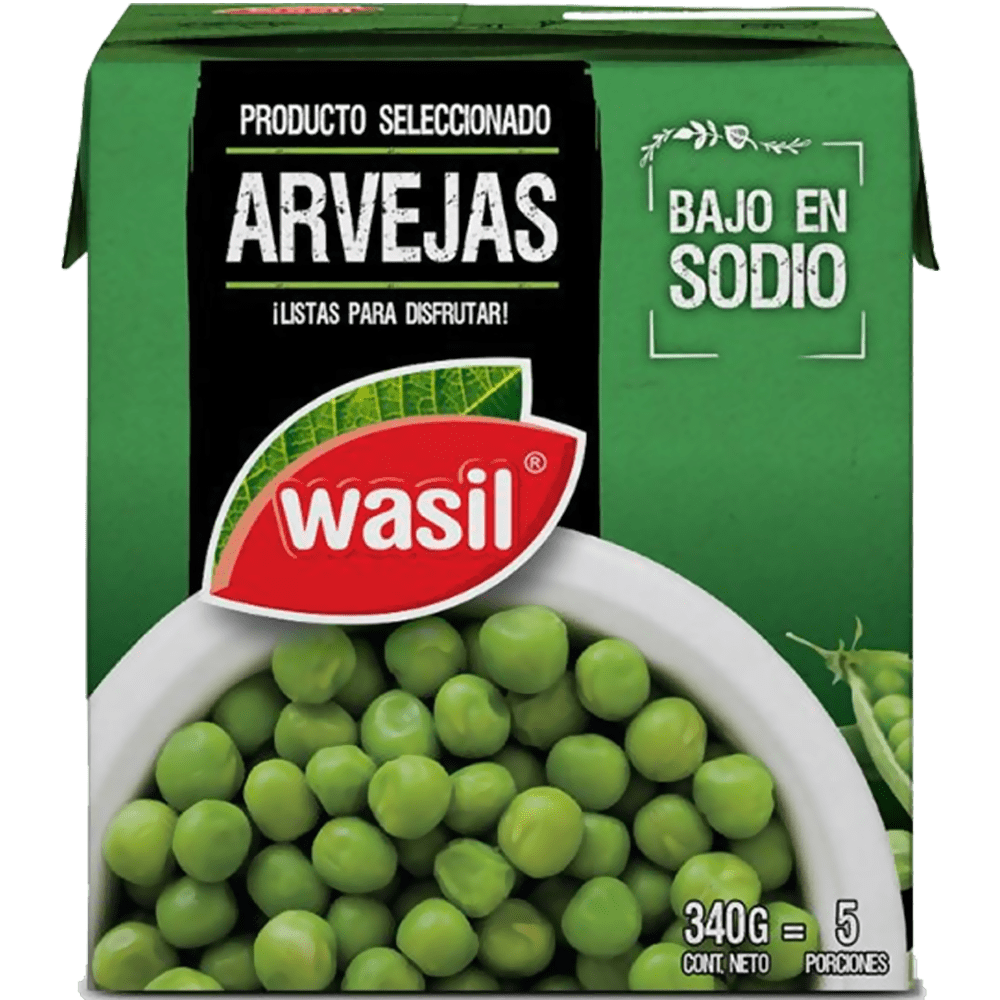 PRODUCTO SELECCIONADO
ARVEJAS
¡LISTAS PARA DISFRUTAR!
BAJO EN
SODIO
wasil®
340G = 5
CONT. NETO PORCIONES